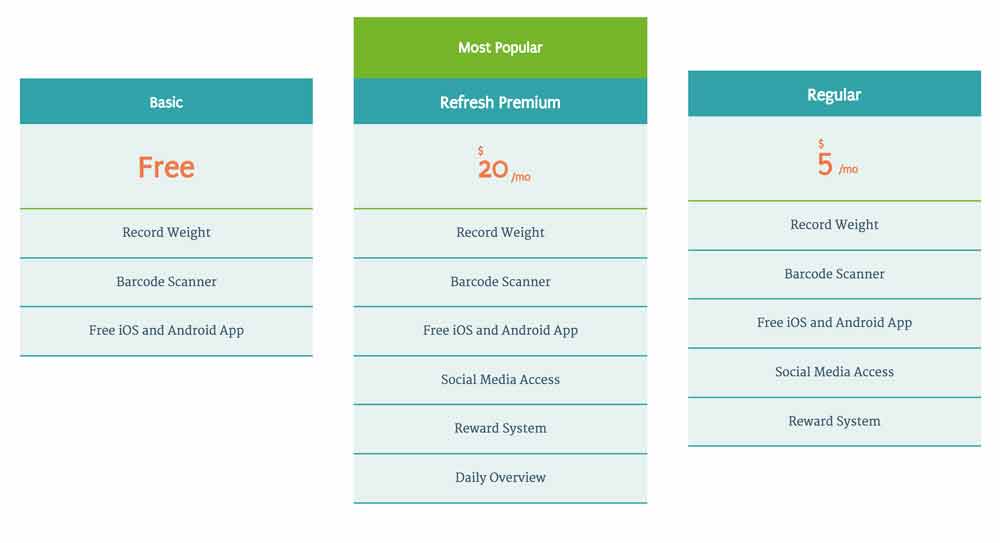 Basic
Free
Record Weight
Barcode Scanner
Free iOS and Android App
Most Popular
Refresh Premium
$
20 /mo
Record Weight
Barcode Scanner
Free iOS and Android App
Social Media Access
Reward System
Daily Overview
Regular
$
5 /mo
Record Weight
Barcode Scanner
Free iOS and Android App
Social Media Access
Reward System